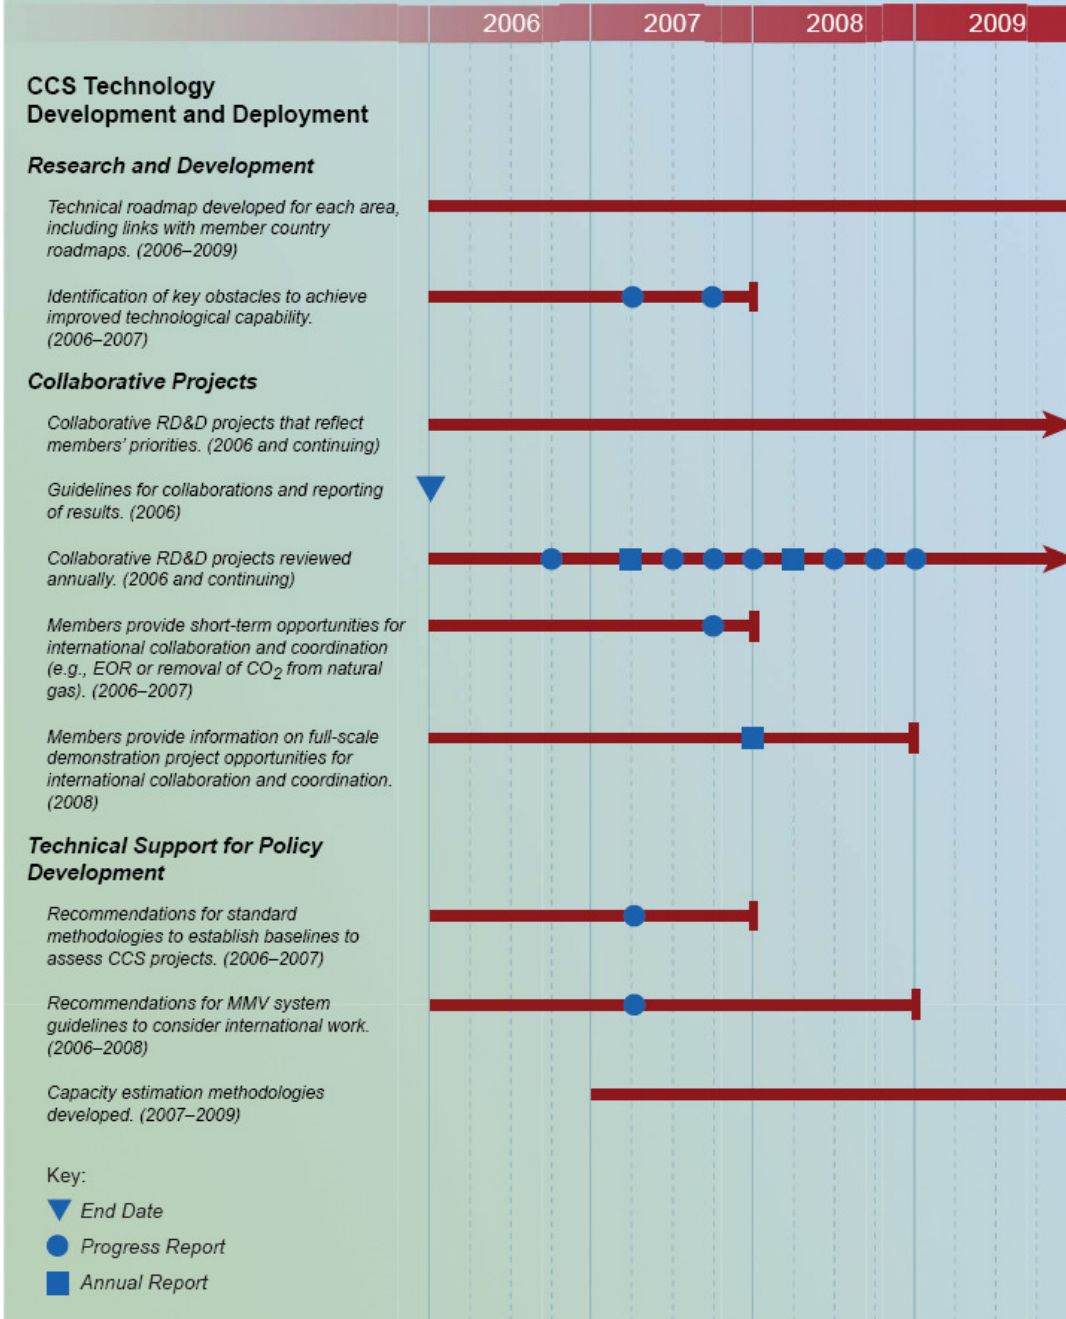 2006 2007 2008 2009
CCS Technology
Development and Deployment
Research and Development
Technical roadmap developed for each area,
including links with member country
roadmaps. (2006–2009)
Identification of key obstacles to achieve
improved technological capability.
(2006–2007)
Collaborative Projects
Collaborative RD&D projects that reflect
members' priorities. (2006 and continuing)
Guidelines for collaborations and reporting
of results. (2006)
Collaborative RD&D projects reviewed
annually. (2006 and continuing)
Members provide short-term opportunities for
international collaboration and coordination
(e.g., EOR or removal of CO2 from natural
gas). (2006–2007)
Members provide information on full-scale
demonstration project opportunities for
international collaboration and coordination.
(2008)
Technical Support for Policy
Development
Recommendations for standard
methodologies to establish baselines to
assess CCS projects. (2006–2007)
Recommendations for MMV system
guidelines to consider international work.
(2006–2008)
Capacity estimation methodologies
developed. (2007–2009)
Key:
End Date
Progress Report
Annual Report